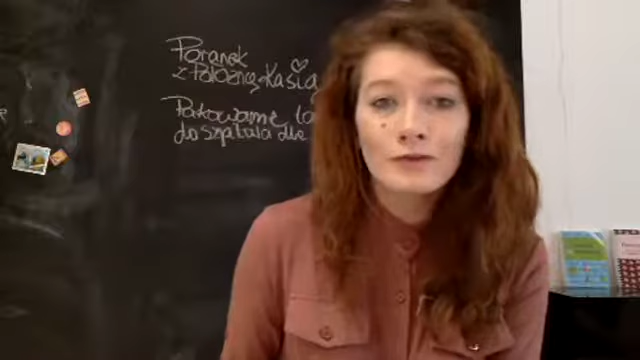 Poranek
z Położną Kasią
Pakowanie
do szpitala dla